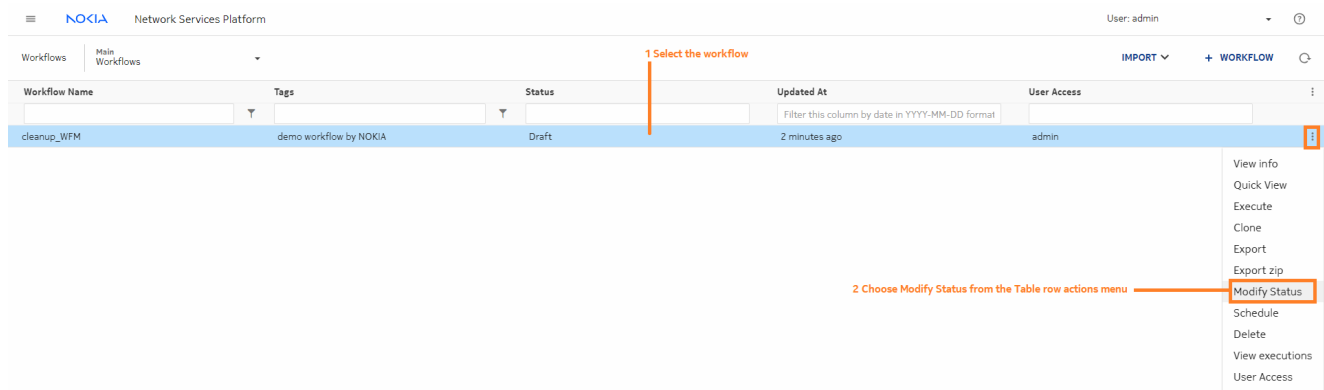 NOKIA Network Services Platform User: admin
Workflows Main Workflows IMPORT + WORKFLOW
1 Select the workflow
Workflow Name Tags Status Updated At User Access
Filter this column by date in YYYY-MM-DD format
cleanup_WFM demo workflow by NOKIA Draft 2 minutes ago admin
View info
Quick View
Execute
Clone
Export
Export zip
2 Choose Modify Status from the Table row actions menu
Modify Status
Schedule
Delete
View executions
User Access